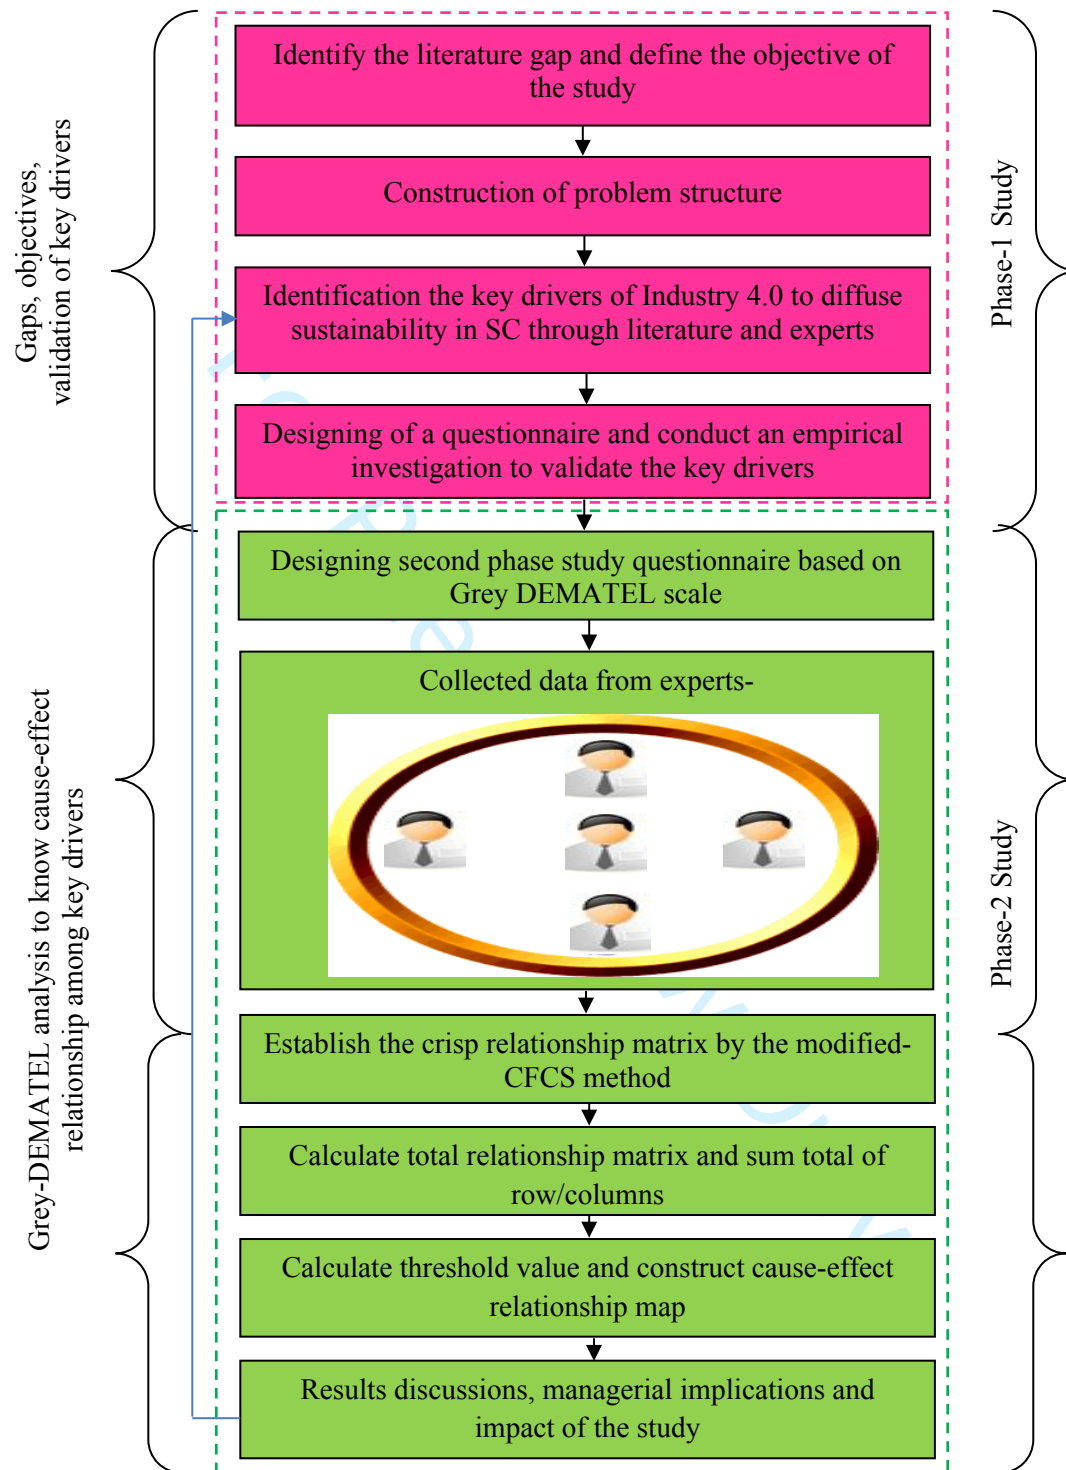 Identify the literature gap and define the objective of
the study
Construction of problem structure
Identification the key drivers of Industry 4.0 to diffuse
sustainability in SC through literature and experts
Designing of a questionnaire and conduct an empirical
investigation to validate the key drivers
Gaps, objectives,
validation of key drivers
Phase-1 Study
Designing second phase study questionnaire based on
Grey DEMATEL scale
Collected data from experts-
Establish the crisp relationship matrix by the modified-
CFCS method
Calculate total relationship matrix and sum total of
row/columns
Calculate threshold value and construct cause-effect
relationship map
Results discussions, managerial implications and
impact of the study
Grey-DEMATEL analysis to know cause-effect
relationship among key drivers
Phase-2 Study